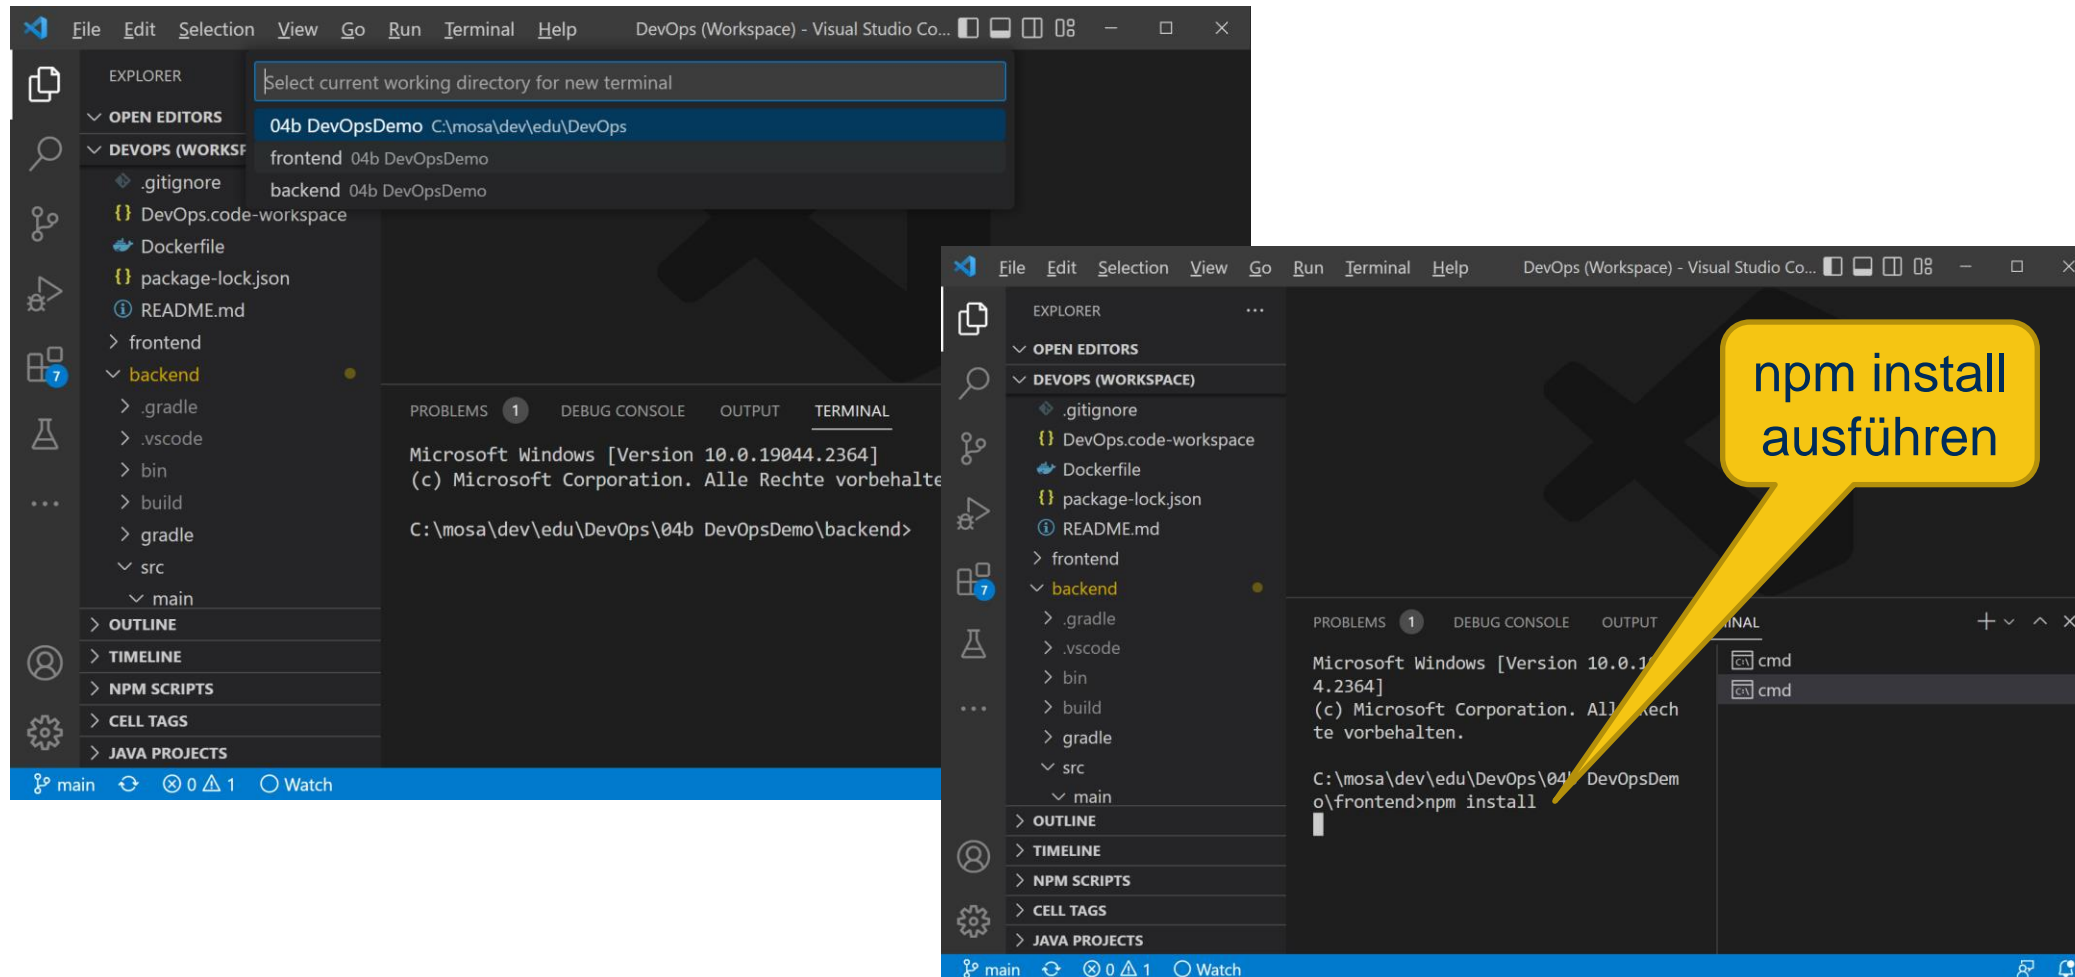 File Edit Selection View Go Run Terminal Help DevOps (Workspace) - Visual Studio Co...
EXPLORER
Select current working directory for new terminal
OPEN EDITORS
04b DevOpsDemo C:\mosa\dev\edu\DevOps
DEVOPS (WORKSP
frontend 04b DevOpsDemo
.gitignore
backend 04b DevOpsDemo
{} DevOps.code-workspace
Dockerfile
{} package-lock.json
README.md
frontend
7
backend
.gradle
PROBLEMS 1 DEBUG CONSOLE OUTPUT TERMINAL
.vscode
Microsoft Windows [Version 10.0.19044.2364]
bin
(c) Microsoft Corporation. Alle Rechte vorbehalte
build
gradle
C:\mosa\dev\edu\DevOps\04b DevOpsDemo\backend>
src
main
OUTLINE
TIMELINE
NPM SCRIPTS
CELL TAGS
JAVA PROJECTS
main 0 1 Watch
File Edit Selection View Go Run Terminal Help DevOps (Workspace) - Visual Studio Co...
EXPLORER ...
OPEN EDITORS
DEVOPS (WORKSPACE)
.gitignore
{} DevOps.code-workspace
Dockerfile
{} package-lock.json
README.md
frontend
7
backend
.gradle
.vscode
bin
build
gradle
src
main
OUTLINE
TIMELINE
NPM SCRIPTS
CELL TAGS
JAVA PROJECTS
npm install
ausführen
PROBLEMS 1 DEBUG CONSOLE OUTPUT INAL
Microsoft Windows [Version 10.0.1
4.2364]
(c) Microsoft Corporation. All Rech
te vorbehalten.
C:\mosa\dev\edu\DevOps\04b DevOpsDem
o\frontend>npm install
cmd
cmd
main 0 1 Watch